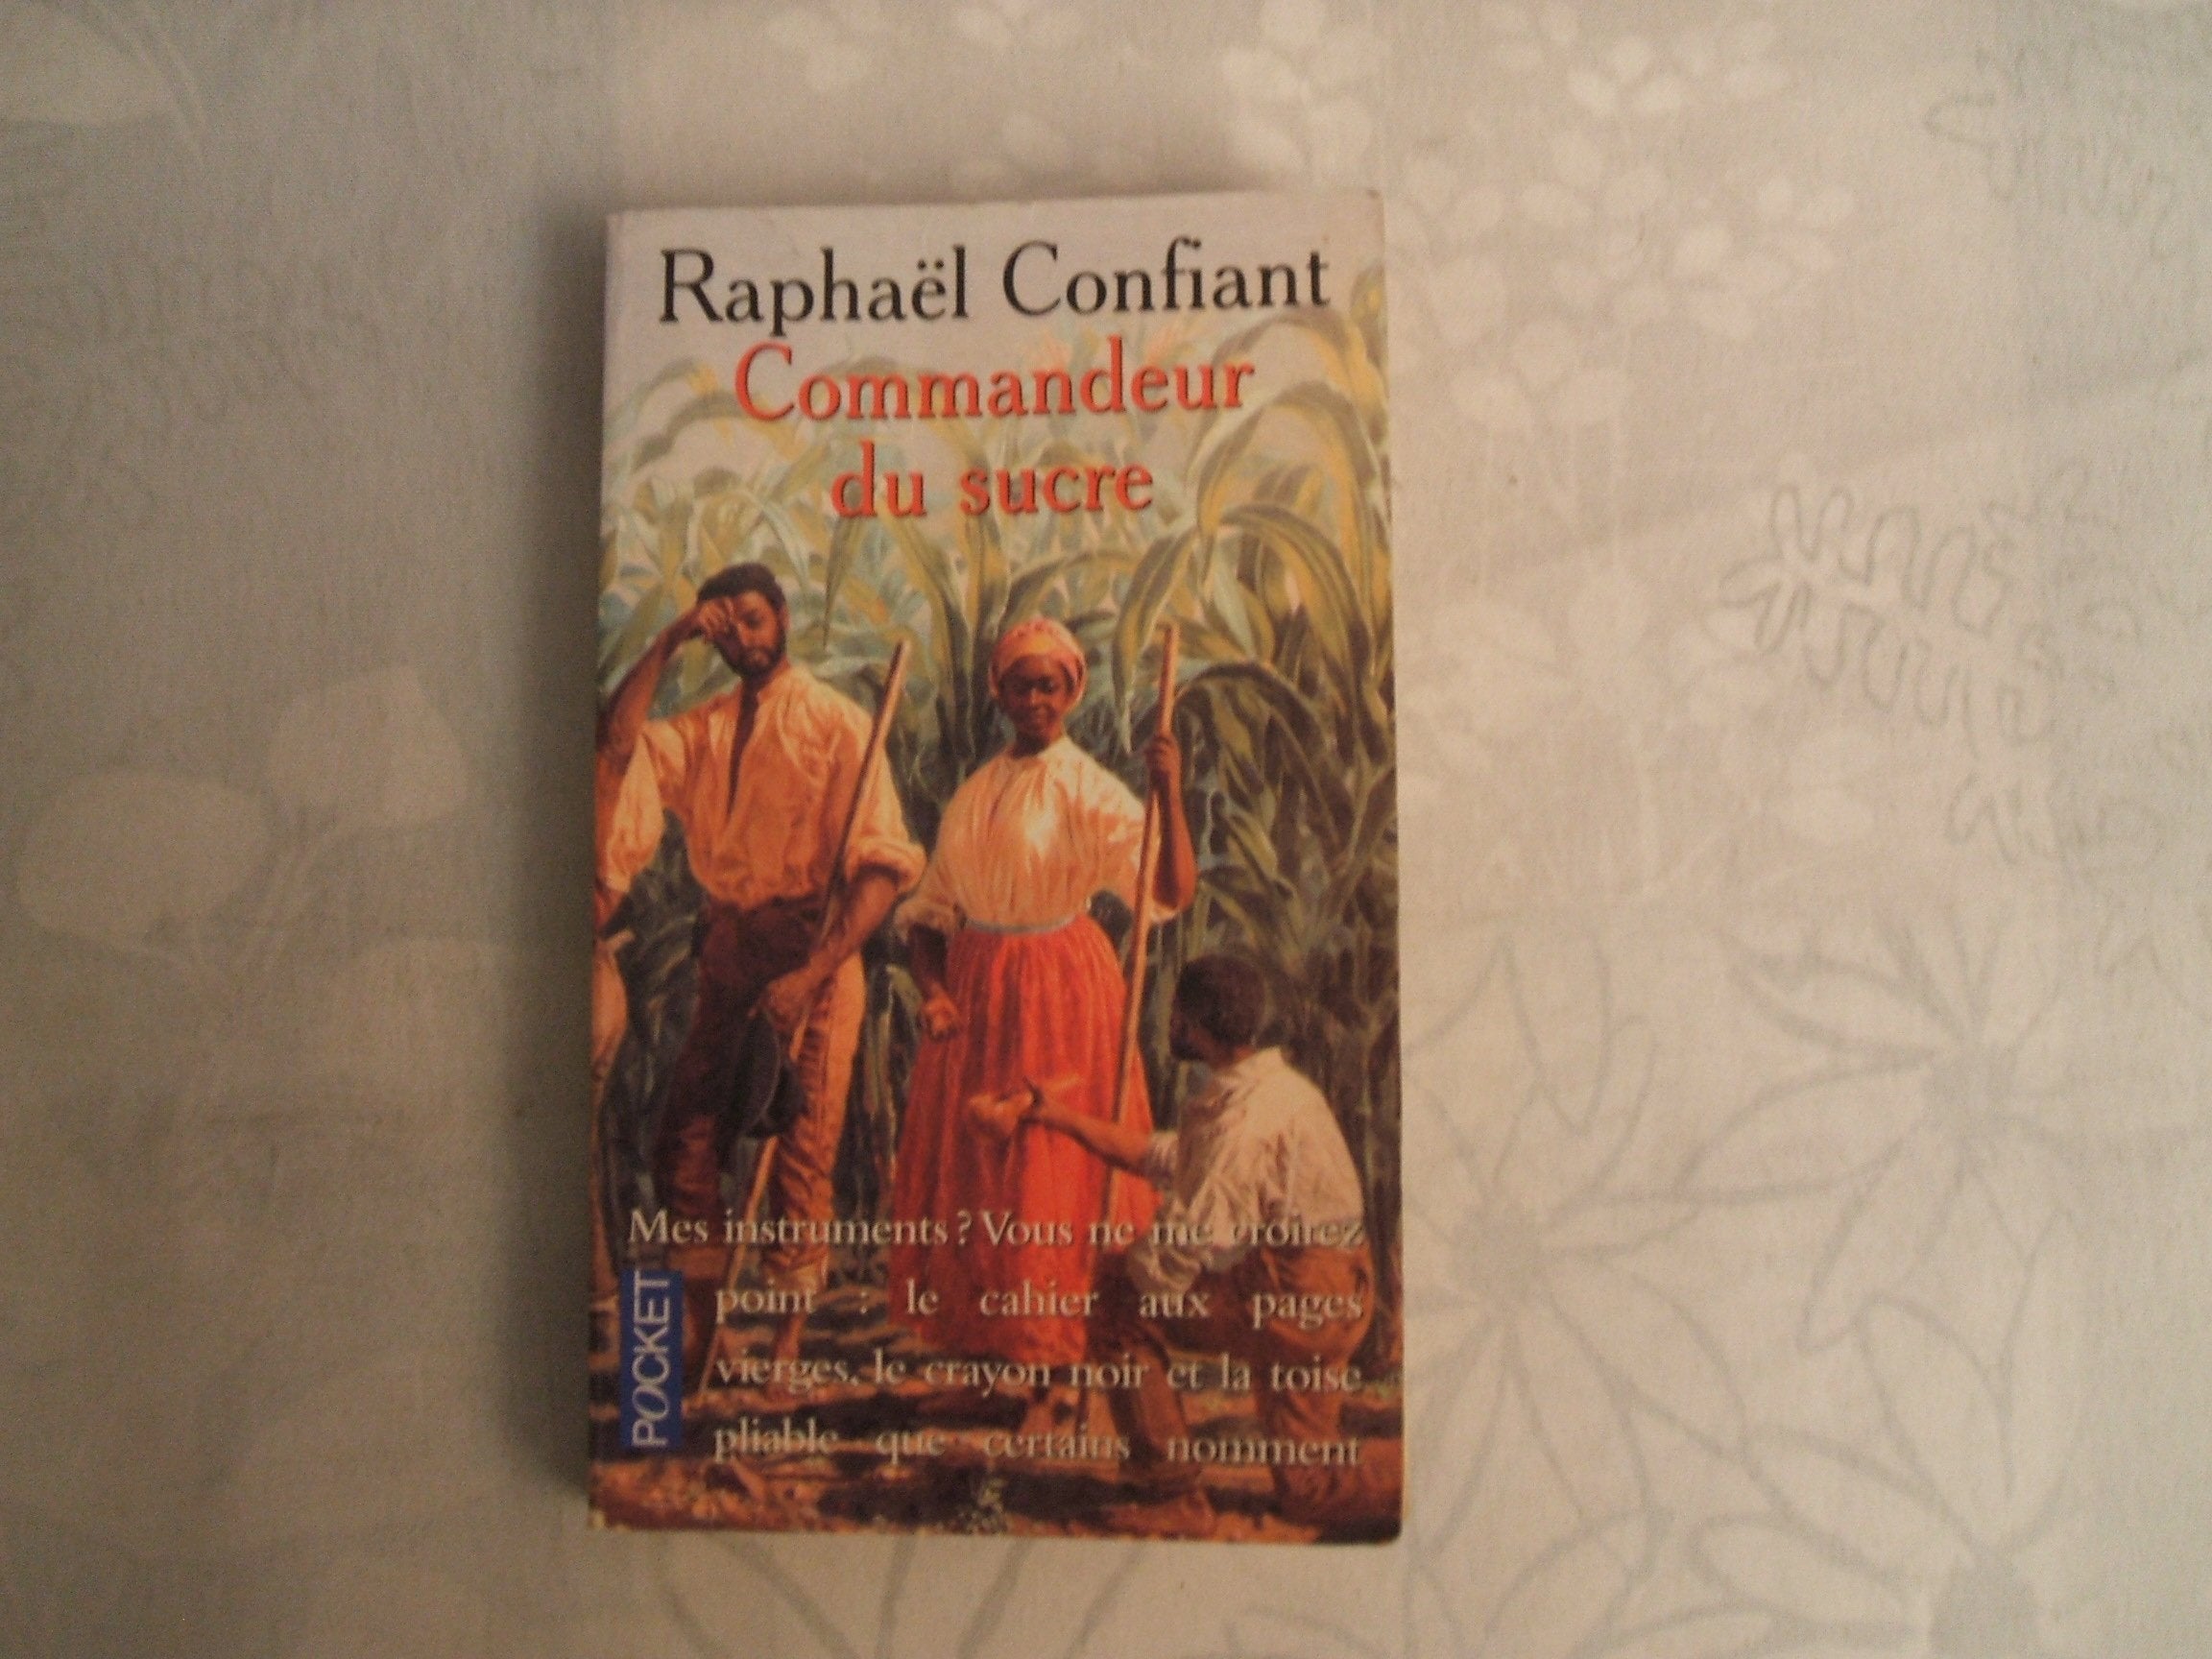 Raphaël Confiant
Commandeur
du sucre
Mes instruments ? Vous ne me croirez
point : le cahier aux pages
vierges, le crayon noir et la toise
pliable que certains nomment
POCKET